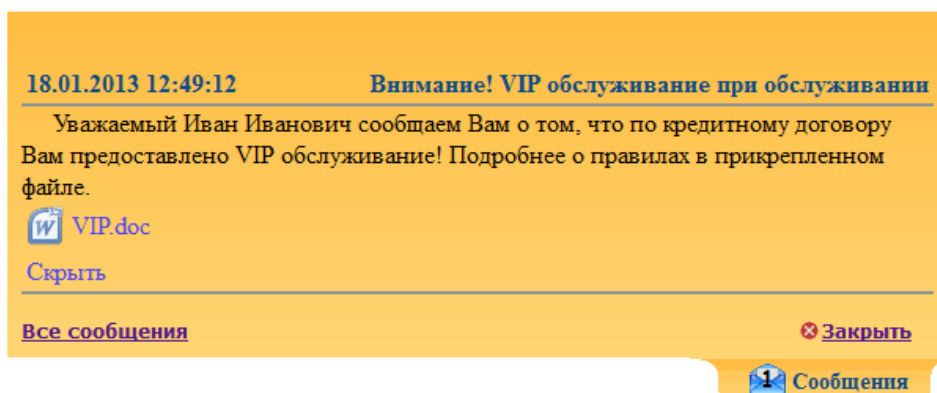 18.01.2013 12:49:12 Внимание! VIP обслуживание при обслуживании
Уважаемый Иван Иванович сообщаем Вам о том, что по кредитному договору
Вам предоставлено VIP обслуживание! Подробнее о правилах в прикрепленном
файле.
VIP.doc
Скрыть
Все сообщения Закрыть
1 Сообщения